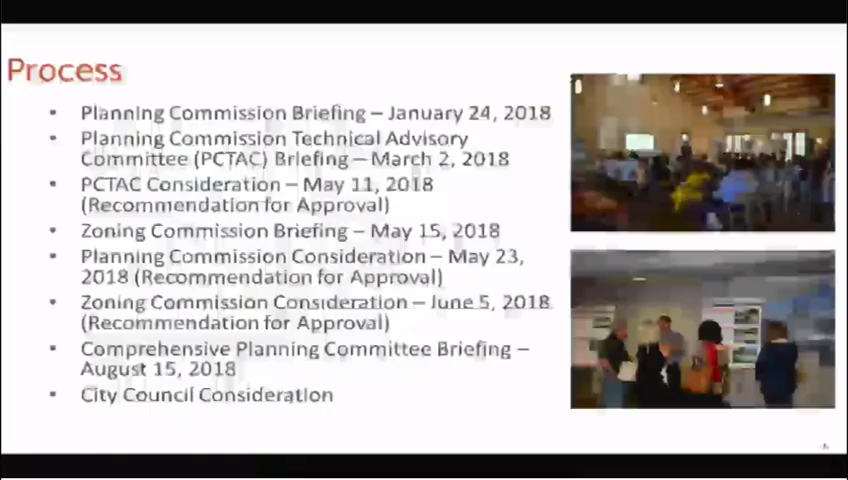 Process
• Planning Commission Briefing – January 24, 2018
• Planning Commission Technical Advisory
Committee (PCTAC) Briefing – March 2, 2018
• PCTAC Consideration – May 11, 2018
(Recommendation for Approval)
• Zoning Commission Briefing – May 15, 2018
• Planning Commission Consideration – May 23,
2018 (Recommendation for Approval)
• Zoning Commission Consideration – June 5, 2018
(Recommendation for Approval)
• Comprehensive Planning Committee Briefing –
August 15, 2018
• City Council Consideration